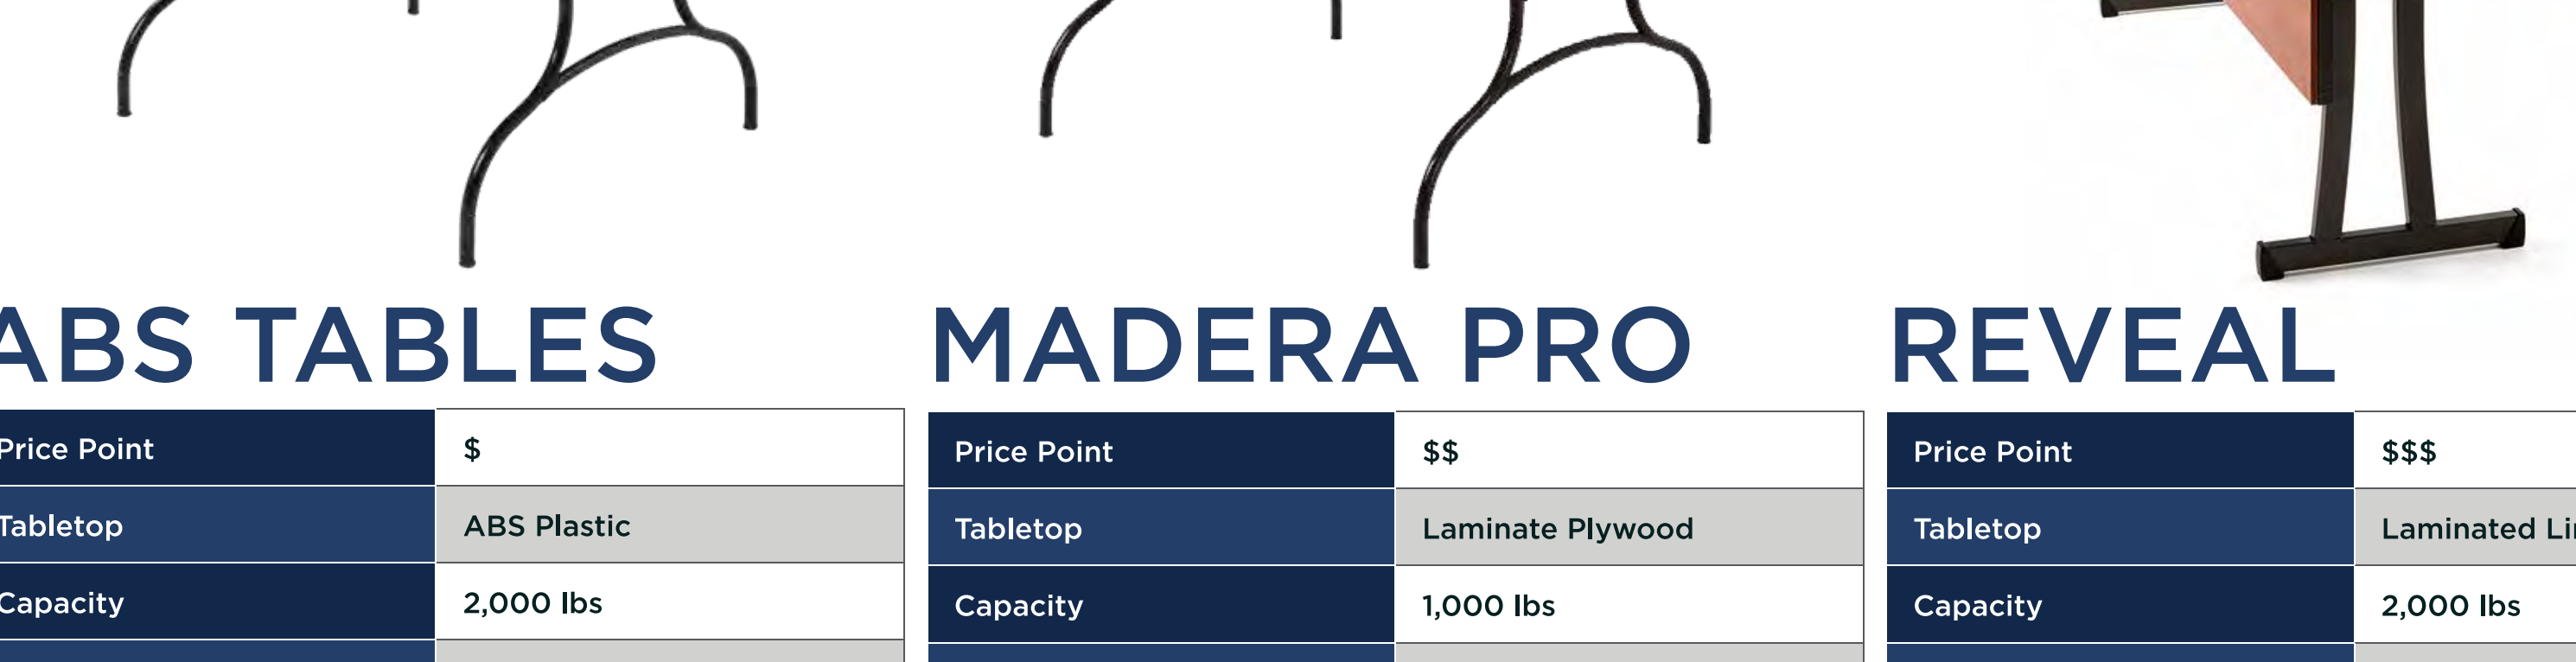 ABS TABLES
Price Point $
Tabletop ABS Plastic
Capacity 2,000 lbs
MADERA PRO
Price Point $$
Tabletop Laminate Plywood
Capacity 1,000 lbs
REVEAL
Price Point $$$
Tabletop Laminated
Capacity 2,000 lbs